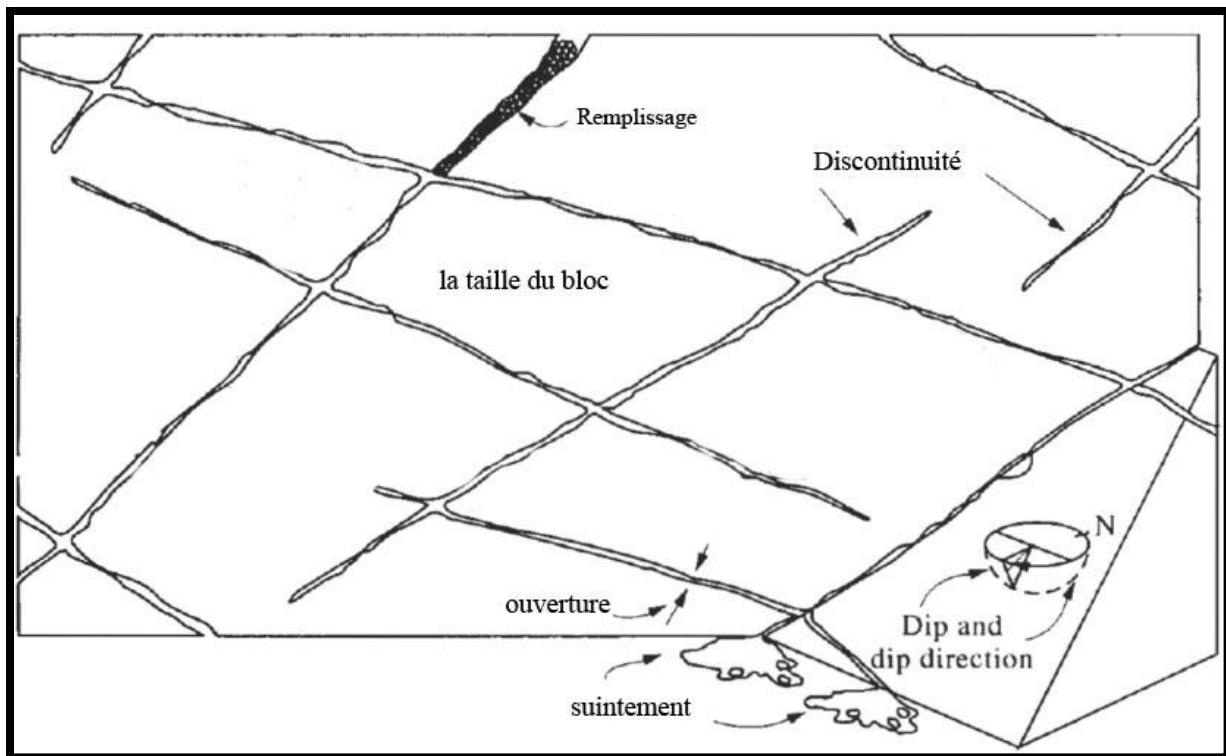 Remplissage
Discontinuité
la taille du bloc
N
ouverture
Dip and
dip direction
suintement